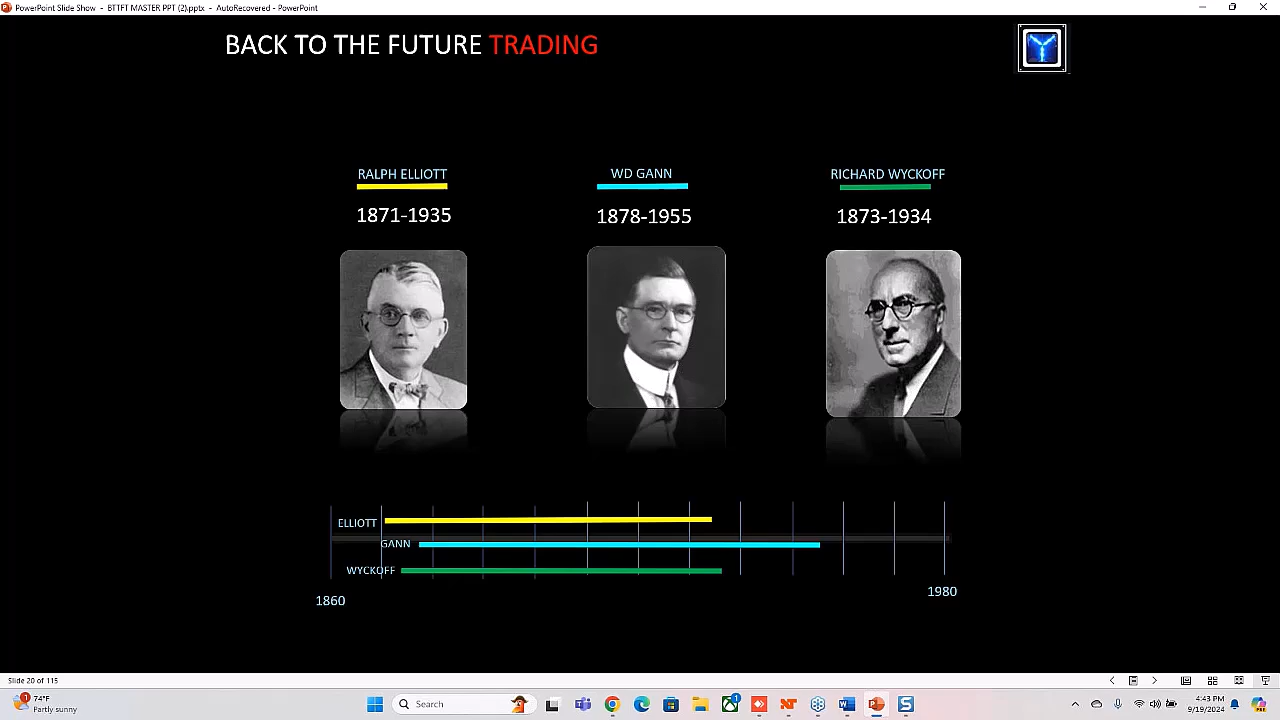 PowerPoint Slide Show - BTTFT MASTER PPT (2).pptx - AutoRecovered - PowerPoint
BACK TO THE FUTURE TRADING
RALPH ELLIOTT
WD GANN
RICHARD WYCKOFF
1871-1935
1878-1955
1873-1934
ELLIOTT
GANN
WYCKOFF
1860
1980
Slide 20 of 115
74°F
Partly sunny
Search
4:43 PM
9/19/2024